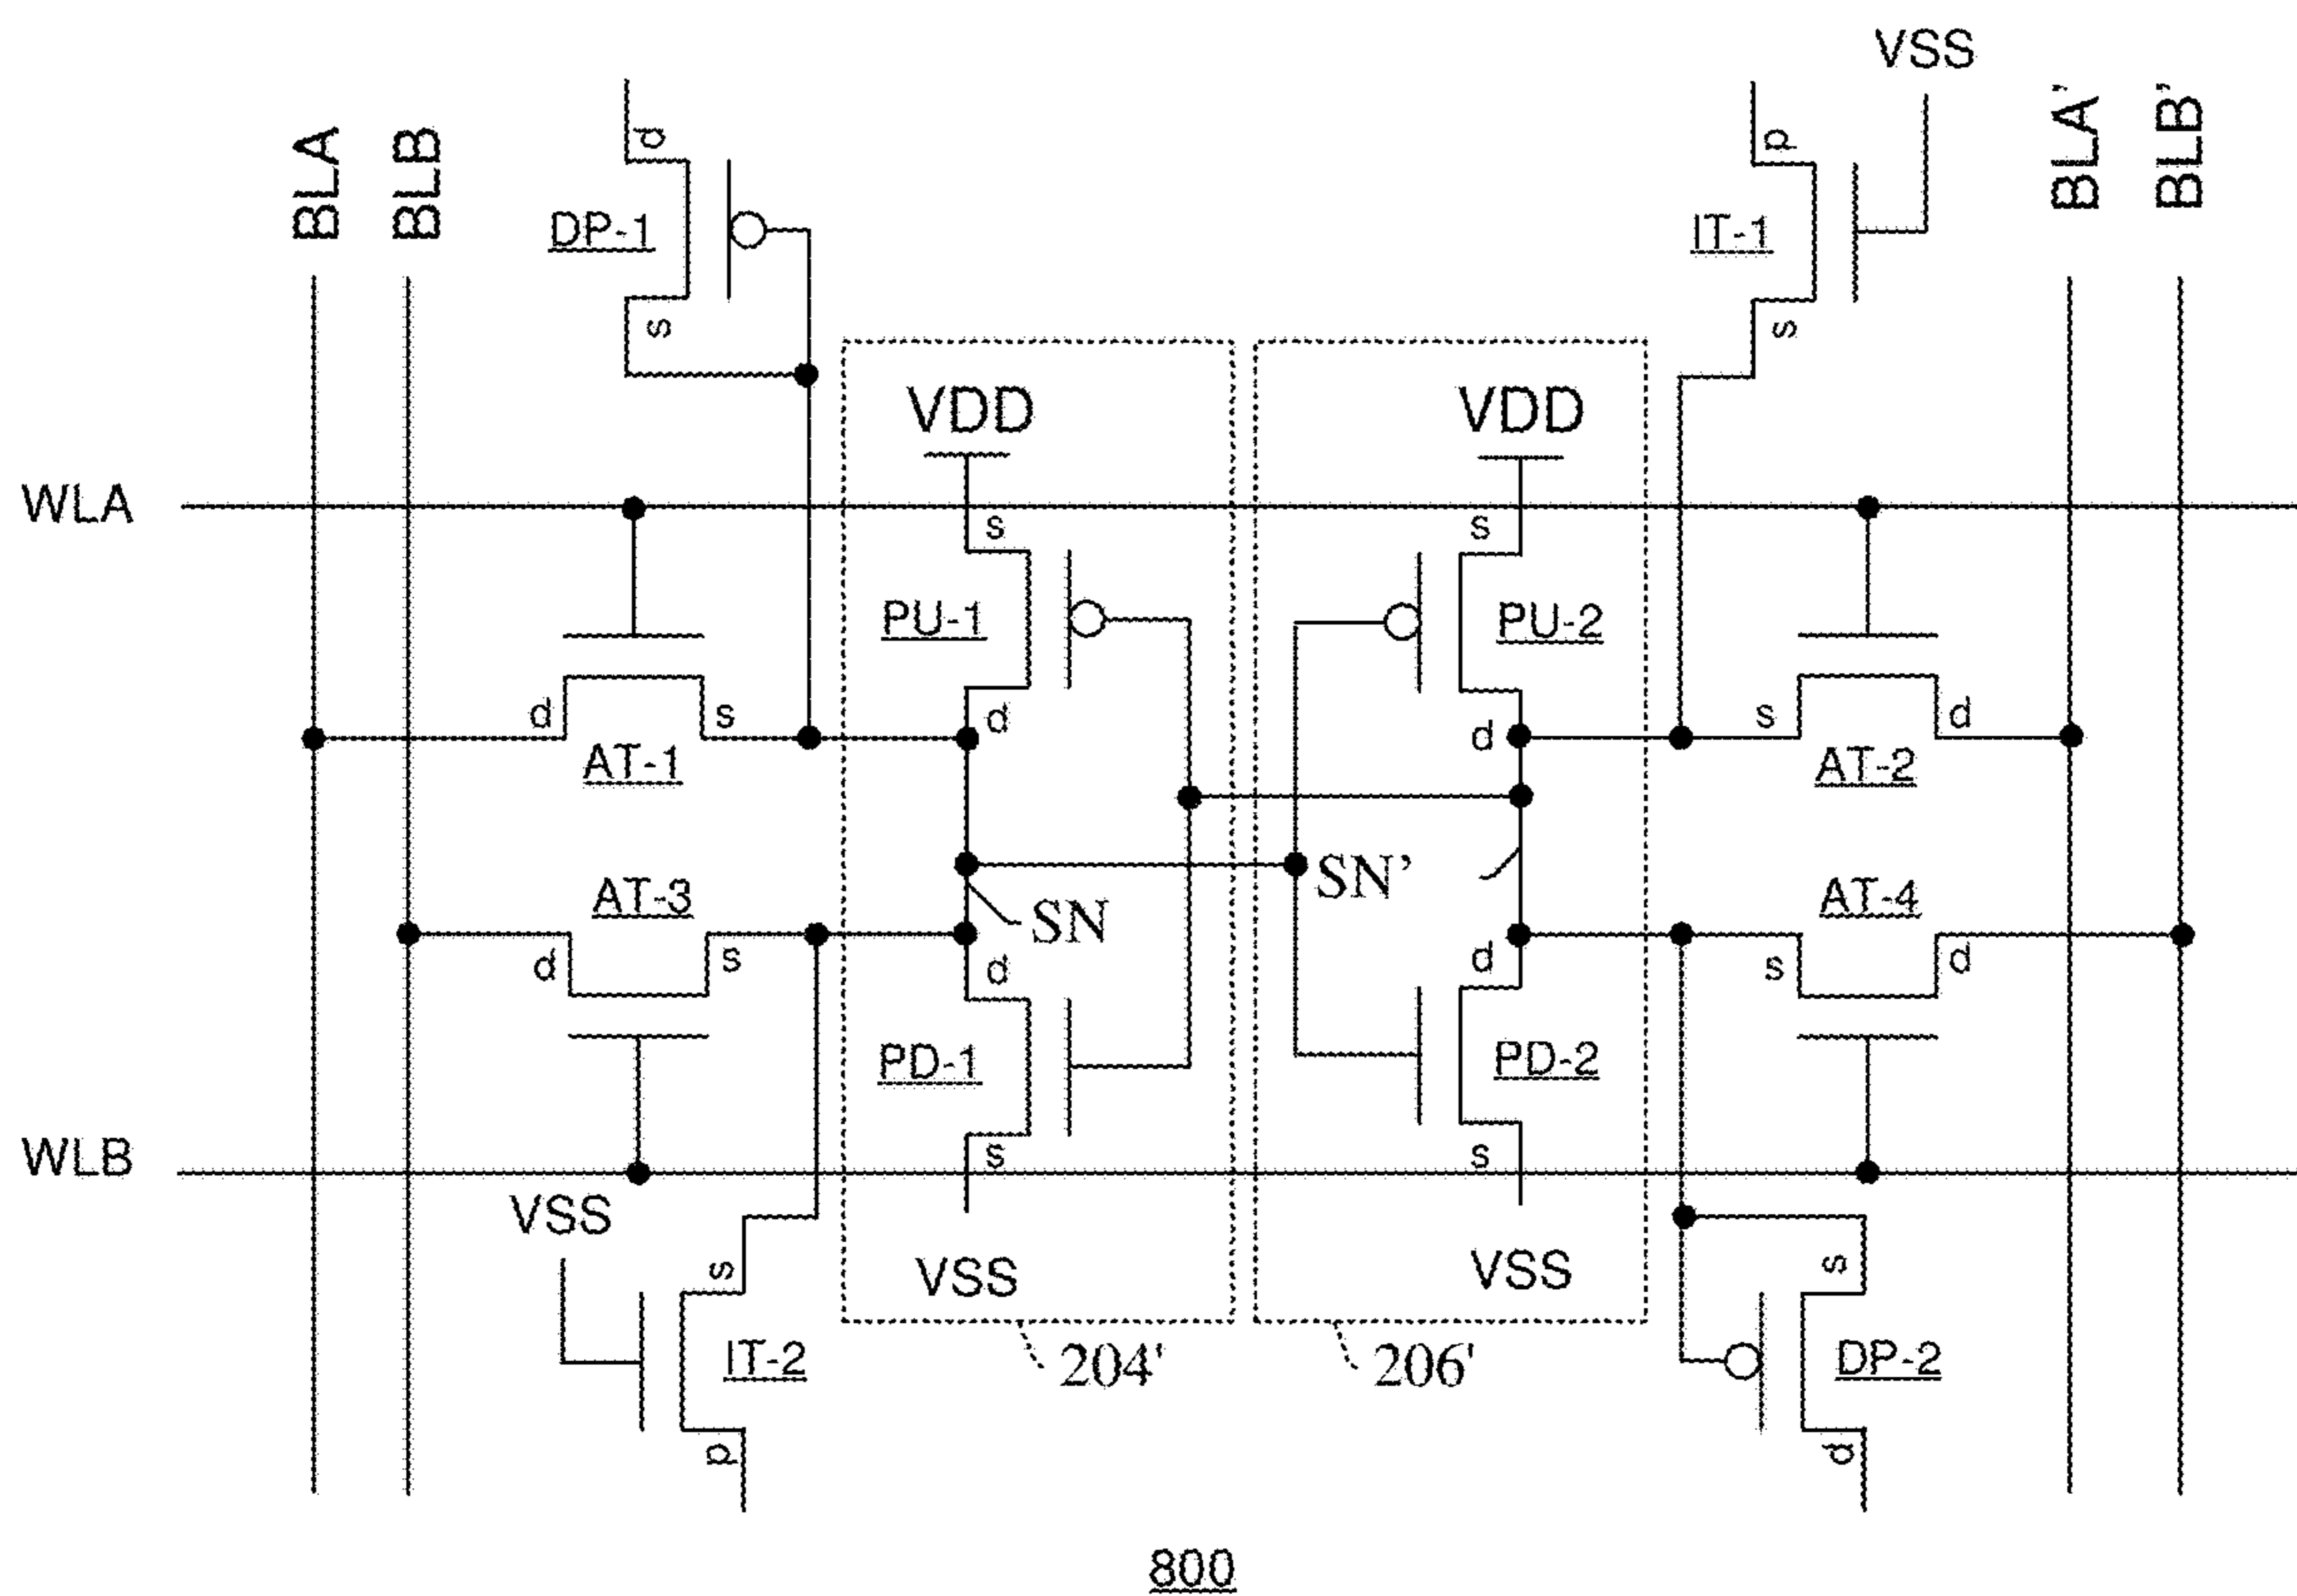 VSS
BLA
BLB
d
DP-1
s
d
IT-1
s
BLA'
BLB'
VDD
VDD
WLA
s
s
PU-1
PU-2
d
s
d
d
s
d
AT-1
AT-2
AT-3
SN
SN'
AT-4
d
s
d
d
s
d
PD-1
PD-2
WLB
s
s
VSS
s
VSS
VSS
s
IT-2
204'
206'
DP-2
d
d
800